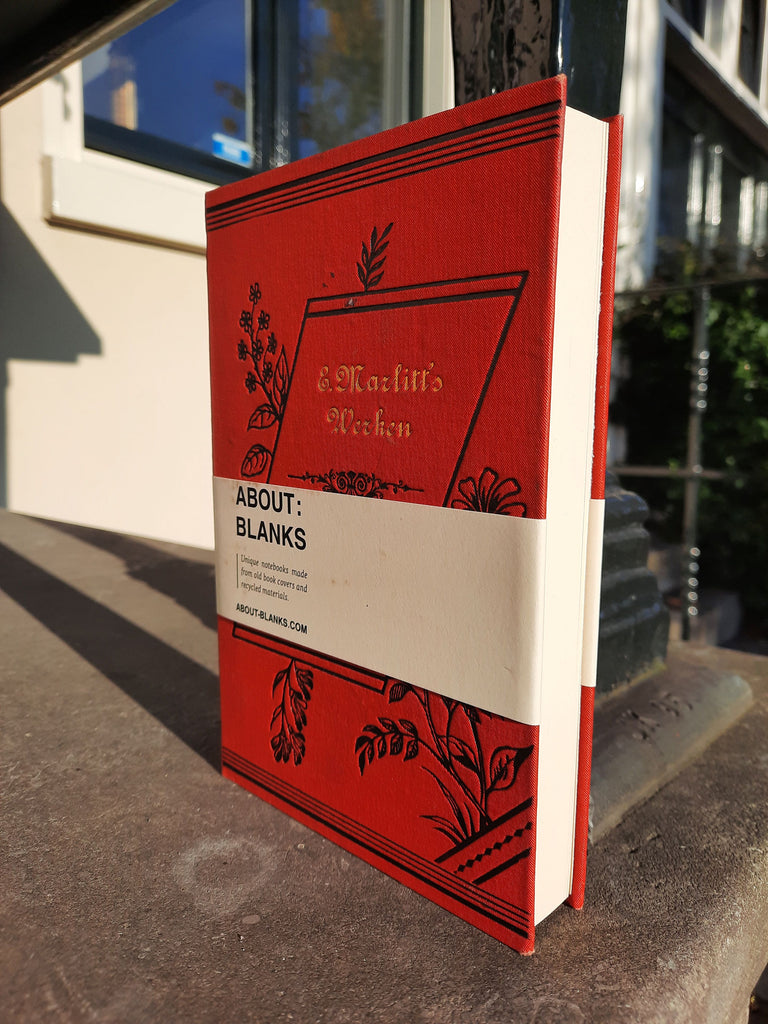 E. Marlitt's
Werken
ABOUT:
BLANKS
Unique notebooks made
from old book covers and
recycled materials.
ABOUT-BLANKS.COM